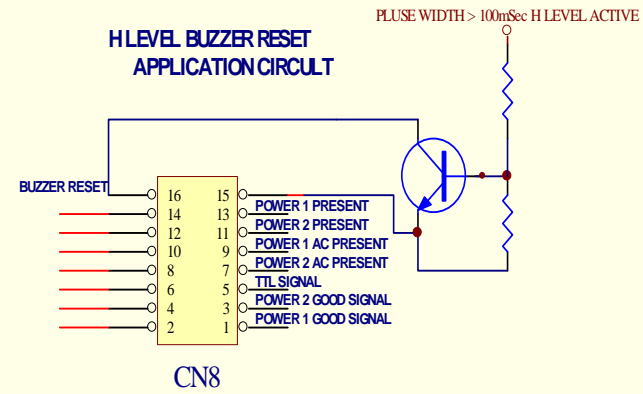 PLUSE WIDTH > 100mSec H LEVEL ACTIVE
H LEVEL BUZZER RESET
APPLICATION CIRCULT
BUZZER RESET
16 15
14 13 POWER 1 PRESENT
12 11 POWER 2 PRESENT
10 9 POWER 1 AC PRESENT
8 7 POWER 2 AC PRESENT
6 5 TTL SIGNAL
4 3 POWER 2 GOOD SIGNAL
2 1 POWER 1 GOOD SIGNAL
CN8